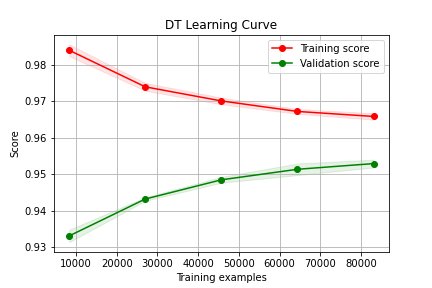 DT Learning Curve
Training score
Validation score
Score
0.98
0.97
0.96
0.95
0.94
0.93
10000 20000 30000 40000 50000 60000 70000 80000
Training examples